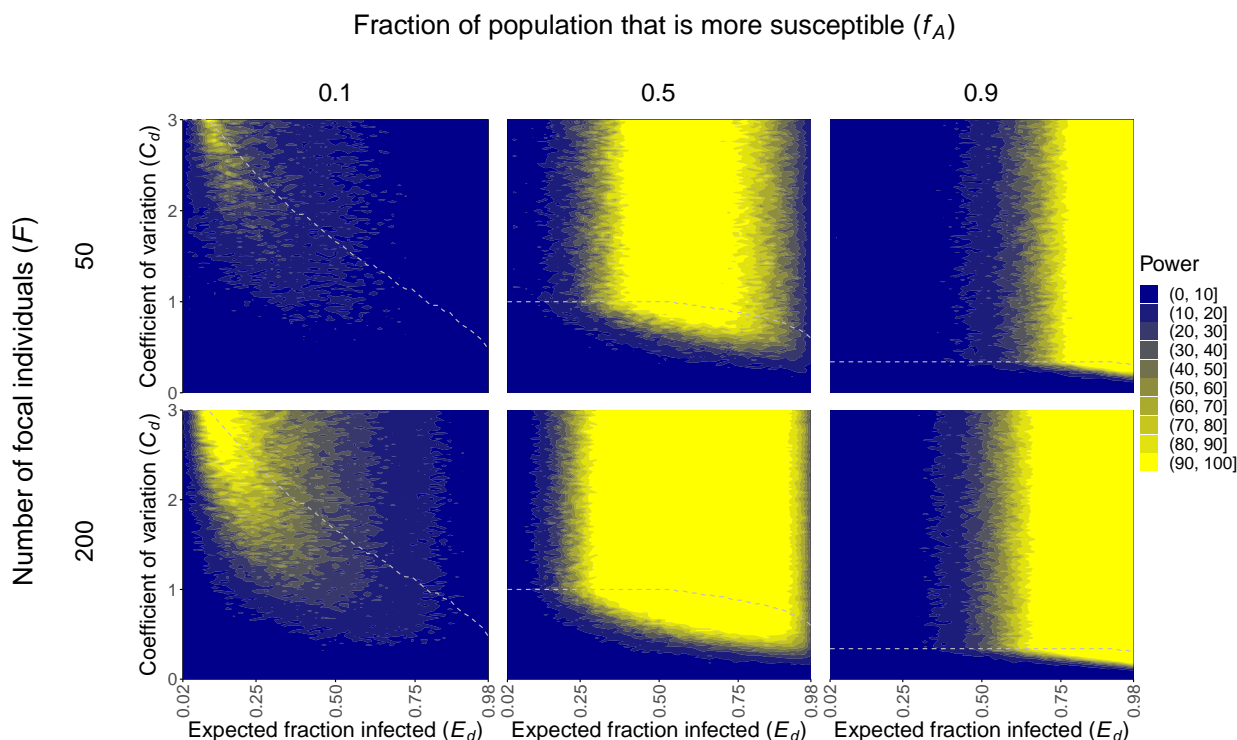 Fraction of population that is more susceptible (f_A)
0.1 0.5 0.9
Number of focal individuals (F)
50
200
Coefficient of variation (C_d)
3
2
1
0
Coefficient of variation (C_d)
3
2
1
0
0.02 0.25 0.50 0.75 0.98
0.02 0.25 0.50 0.75 0.98
0.02 0.25 0.50 0.75 0.98
Expected fraction infected (E_d) Expected fraction infected (E_d) Expected fraction infected (E_d)
Power
(0, 10]
(10, 20]
(20, 30]
(30, 40]
(40, 50]
(50, 60]
(60, 70]
(70, 80]
(80, 90]
(90, 100]